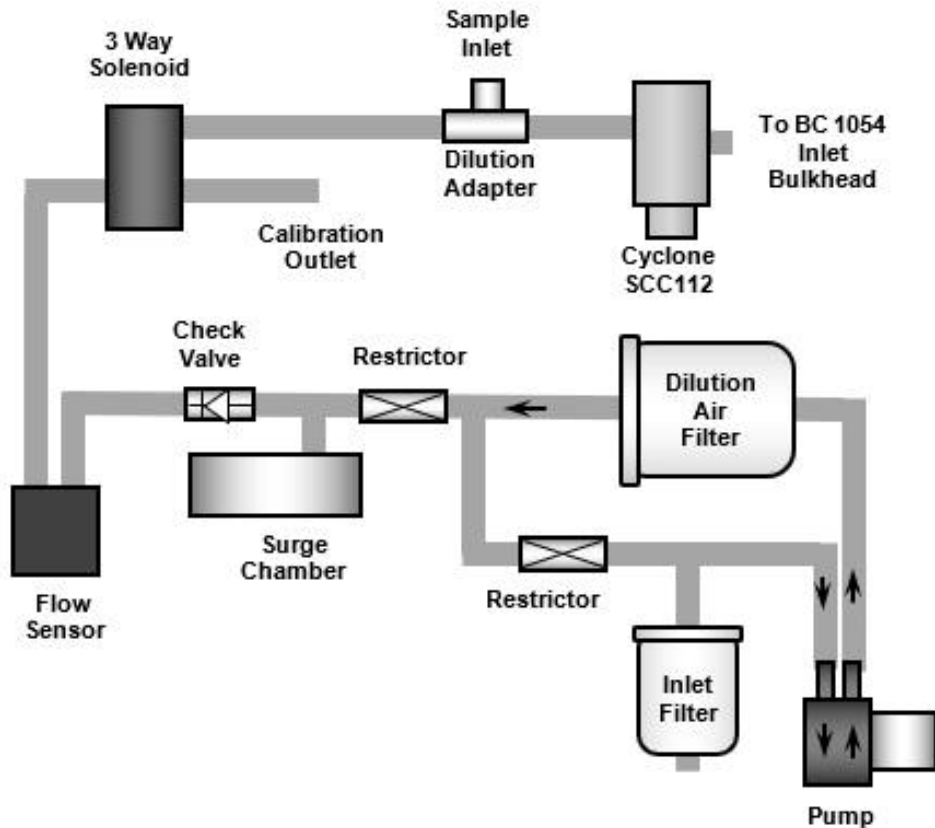 Sample
Inlet
3 Way
Solenoid
To BC 1054
Inlet
Bulkhead
Dilution
Adapter
Calibration
Outlet
Cyclone
SCC112
Check
Valve
Restrictor
Dilution
Air
Filter
Surge
Chamber
Restrictor
Flow
Sensor
Inlet
Filter
Pump